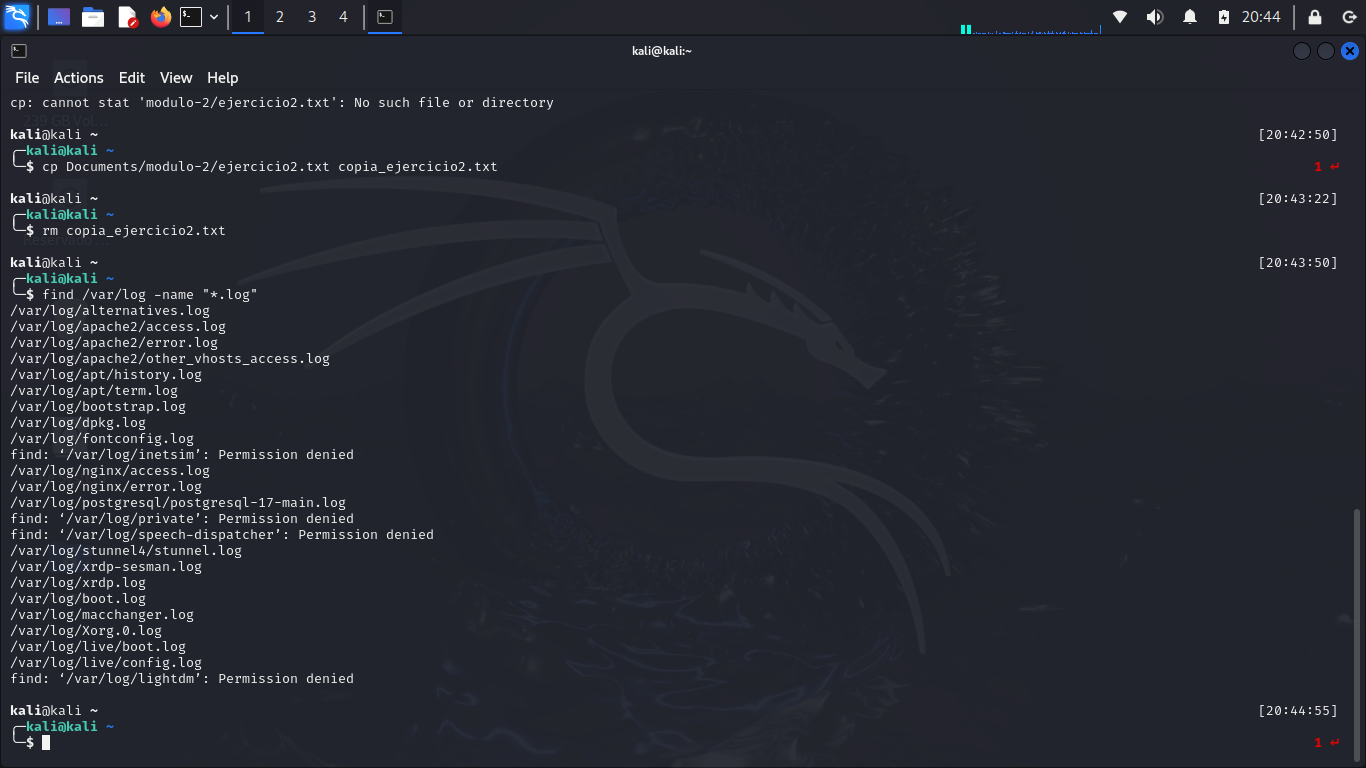 1 2 3 4 20:44
kali@kali:~
File Actions Edit View Help
cp: cannot stat 'modulo-2/ejercicio2.txt': No such file or directory
239 GB Vol...
kali@kali ~ [20:42:50]
┌─kali@kali ~
└─$ cp Documents/modulo-2/ejercicio2.txt copia_ejercicio2.txt 1 ↵
kali@kali ~ [20:43:22]
┌─kali@kali ~
└─$ rm copia_ejercicio2.txt
Reservado ...
kali@kali ~ [20:43:50]
┌─kali@kali ~
└─$ find /var/log -name "*.log"
/var/log/alternatives.log
/var/log/apache2/access.log
/var/log/apache2/error.log
/var/log/apache2/other_vhosts_access.log
/var/log/apt/history.log
/var/log/apt/term.log
/var/log/bootstrap.log
/var/log/dpkg.log
/var/log/fontconfig.log
find: ‘/var/log/inetsim’: Permission denied
/var/log/nginx/access.log
/var/log/nginx/error.log
/var/log/postgresql/postgresql-17-main.log
find: ‘/var/log/private’: Permission denied
find: ‘/var/log/speech-dispatcher’: Permission denied
/var/log/stunnel4/stunnel.log
/var/log/xrdp-sesman.log
/var/log/xrdp.log
/var/log/boot.log
/var/log/macchanger.log
/var/log/Xorg.0.log
/var/log/live/boot.log
/var/log/live/config.log
find: ‘/var/log/lightdm’: Permission denied
kali@kali ~ [20:44:55]
┌─kali@kali ~
└─$ 1 ↵